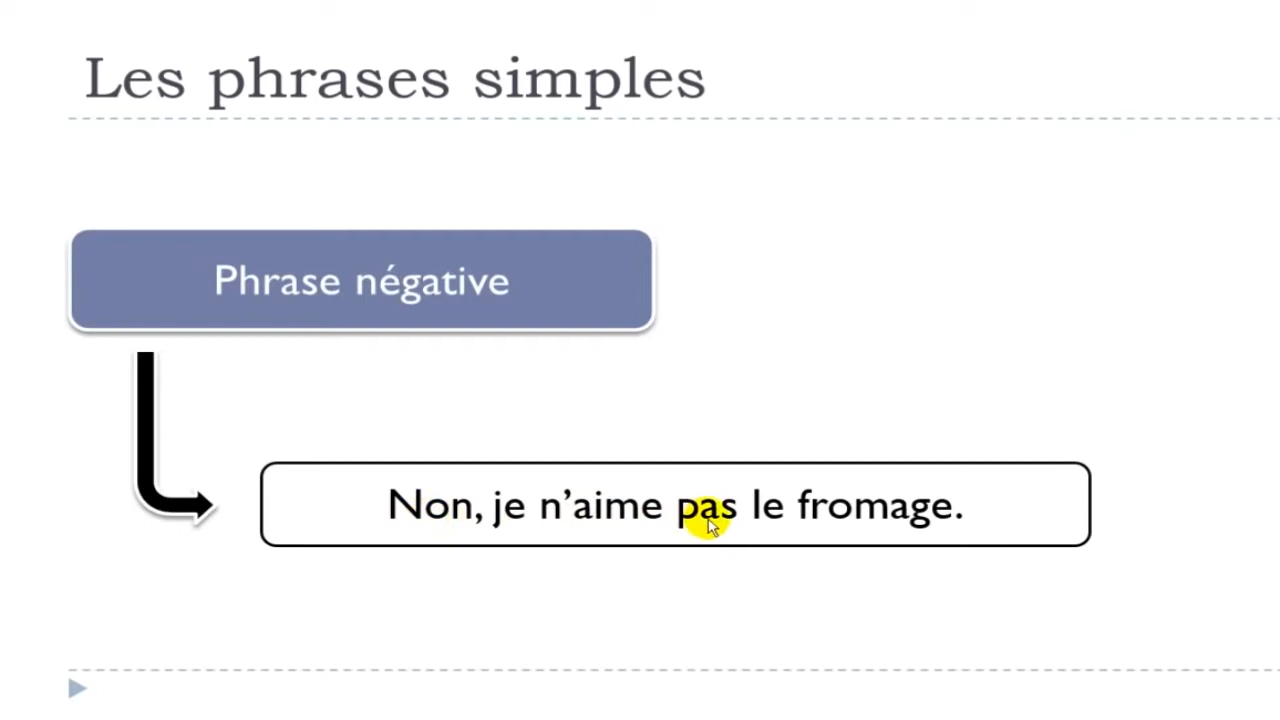 Les phrases simples
Phrase négative
Non, je n’aime pas le fromage.